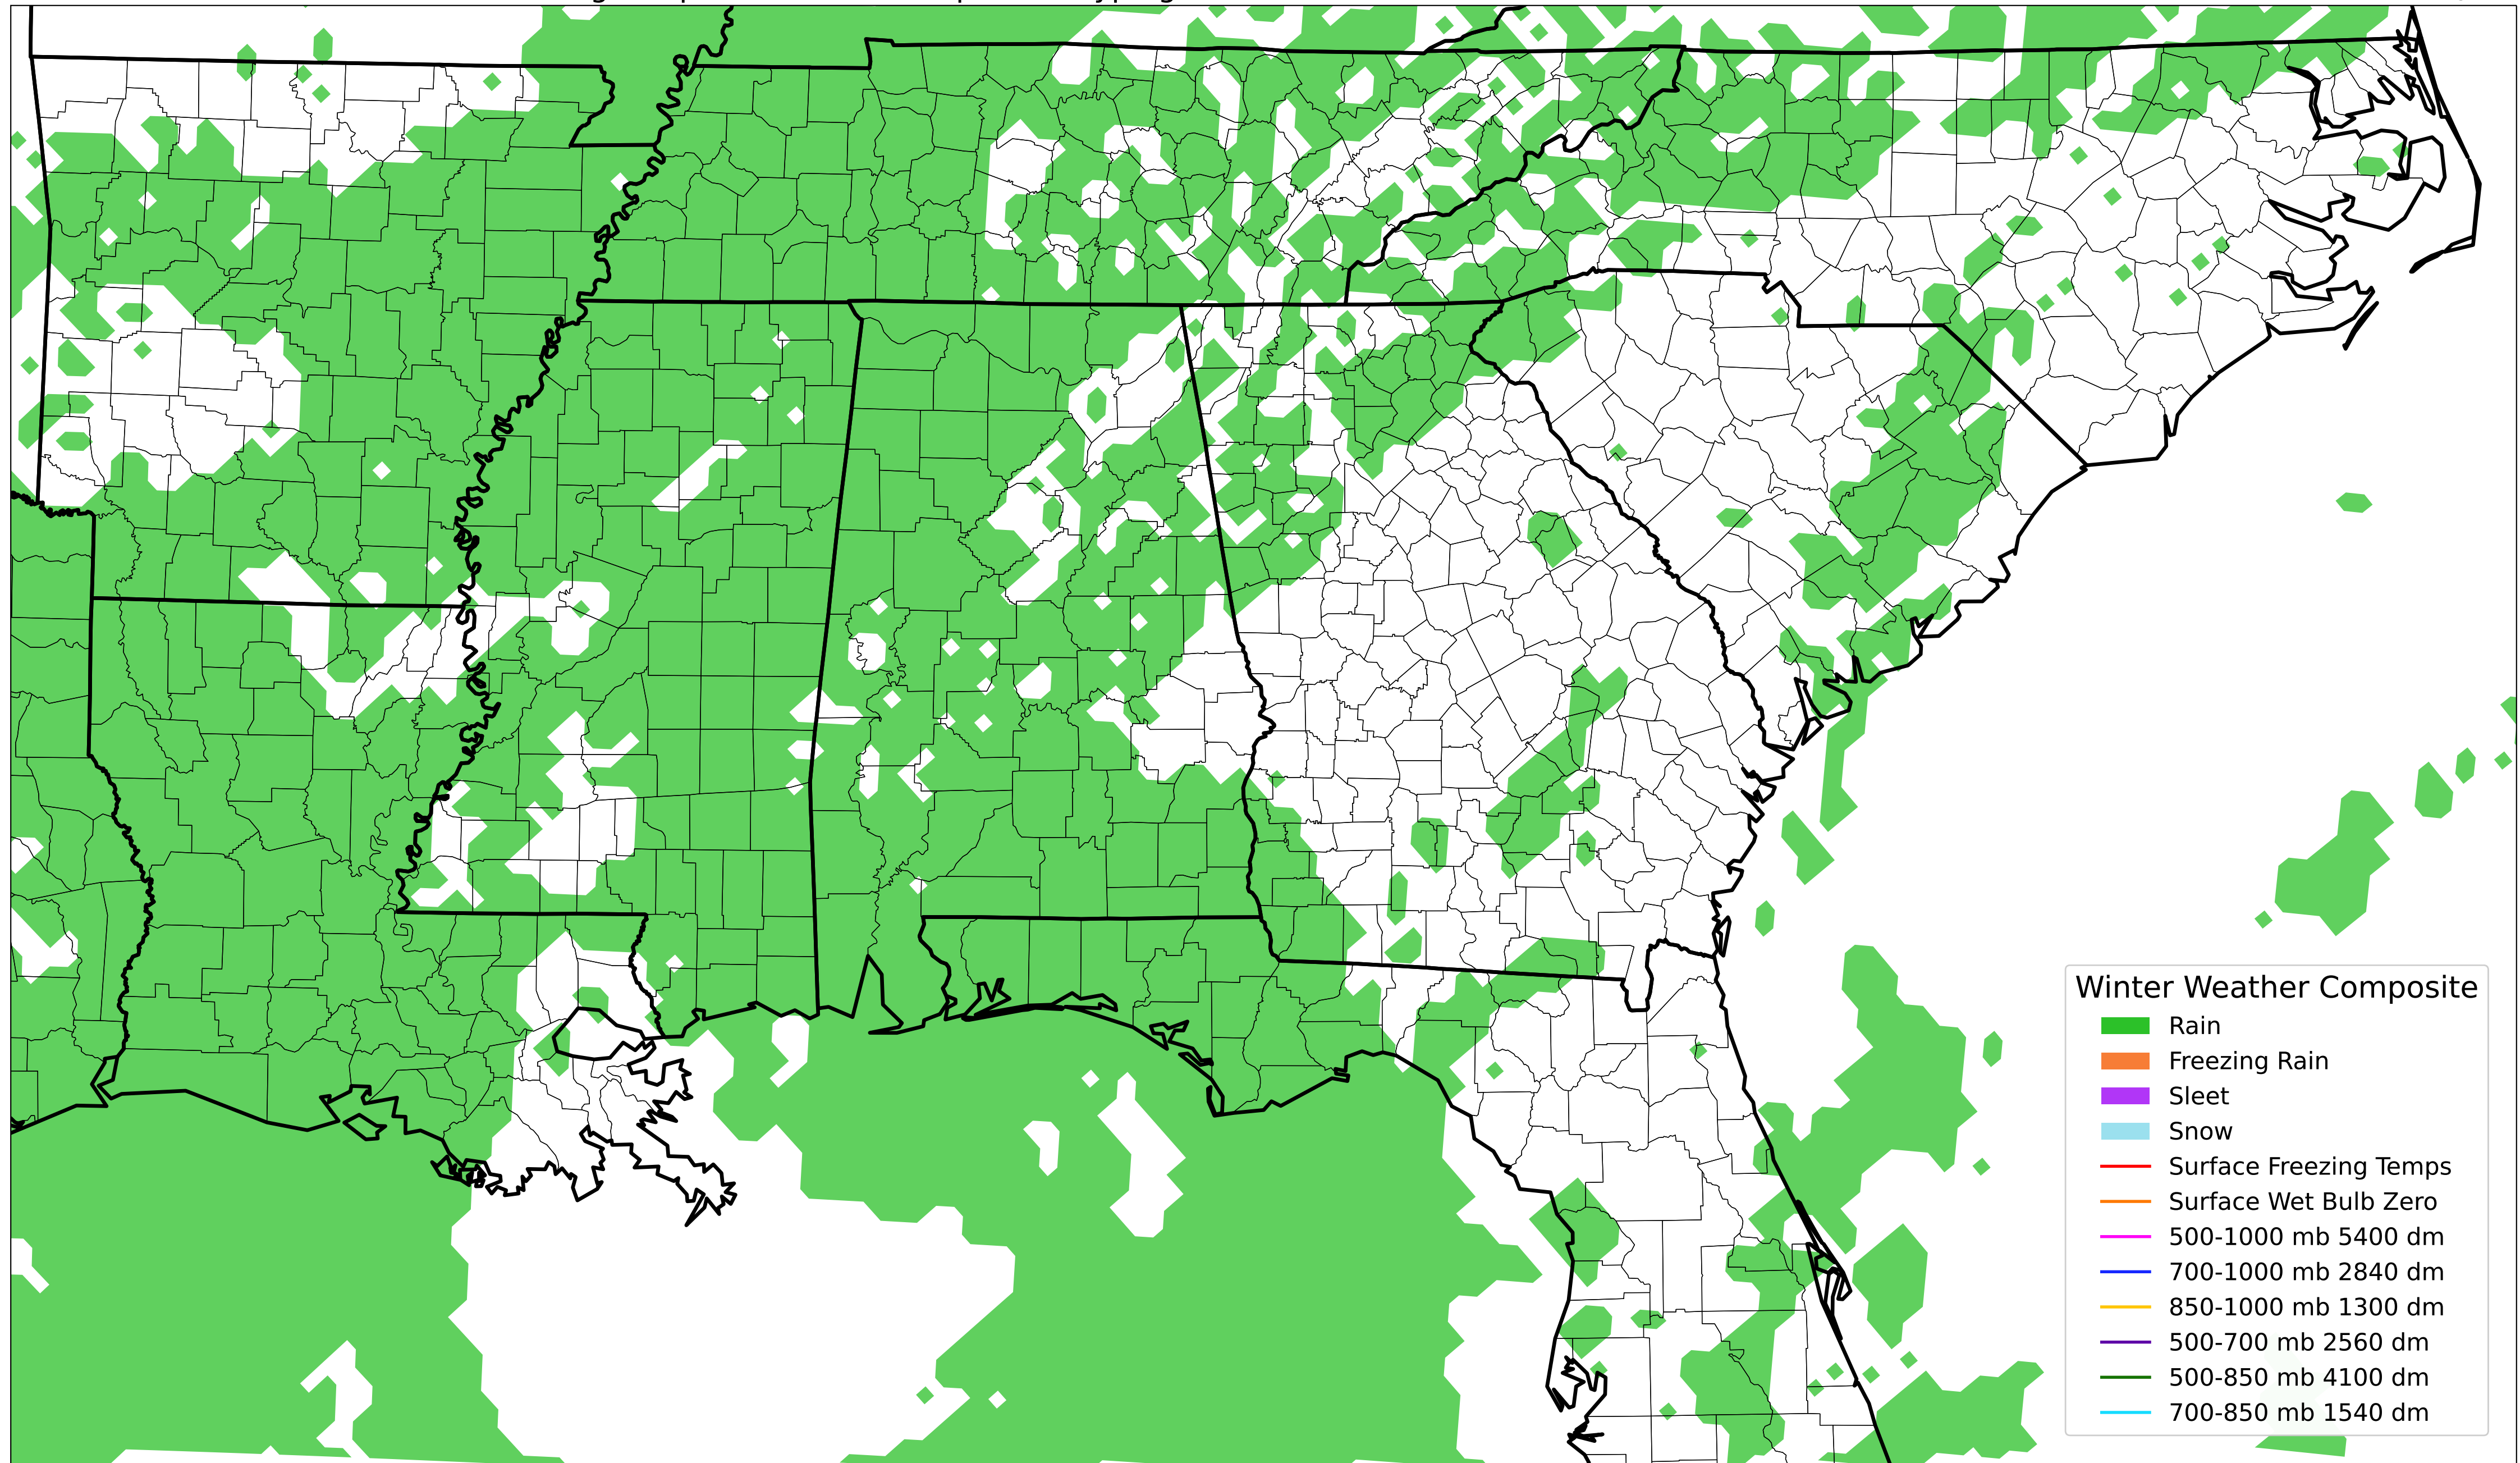 Winter Weather Composite
Rain
Freezing Rain
Sleet
Snow
Surface Freezing Temps
Surface Wet Bulb Zero
500-1000 mb 5400 dm
700-1000 mb 2840 dm
850-1000 mb 1300 dm
500-700 mb 2560 dm
500-850 mb 4100 dm
700-850 mb 1540 dm